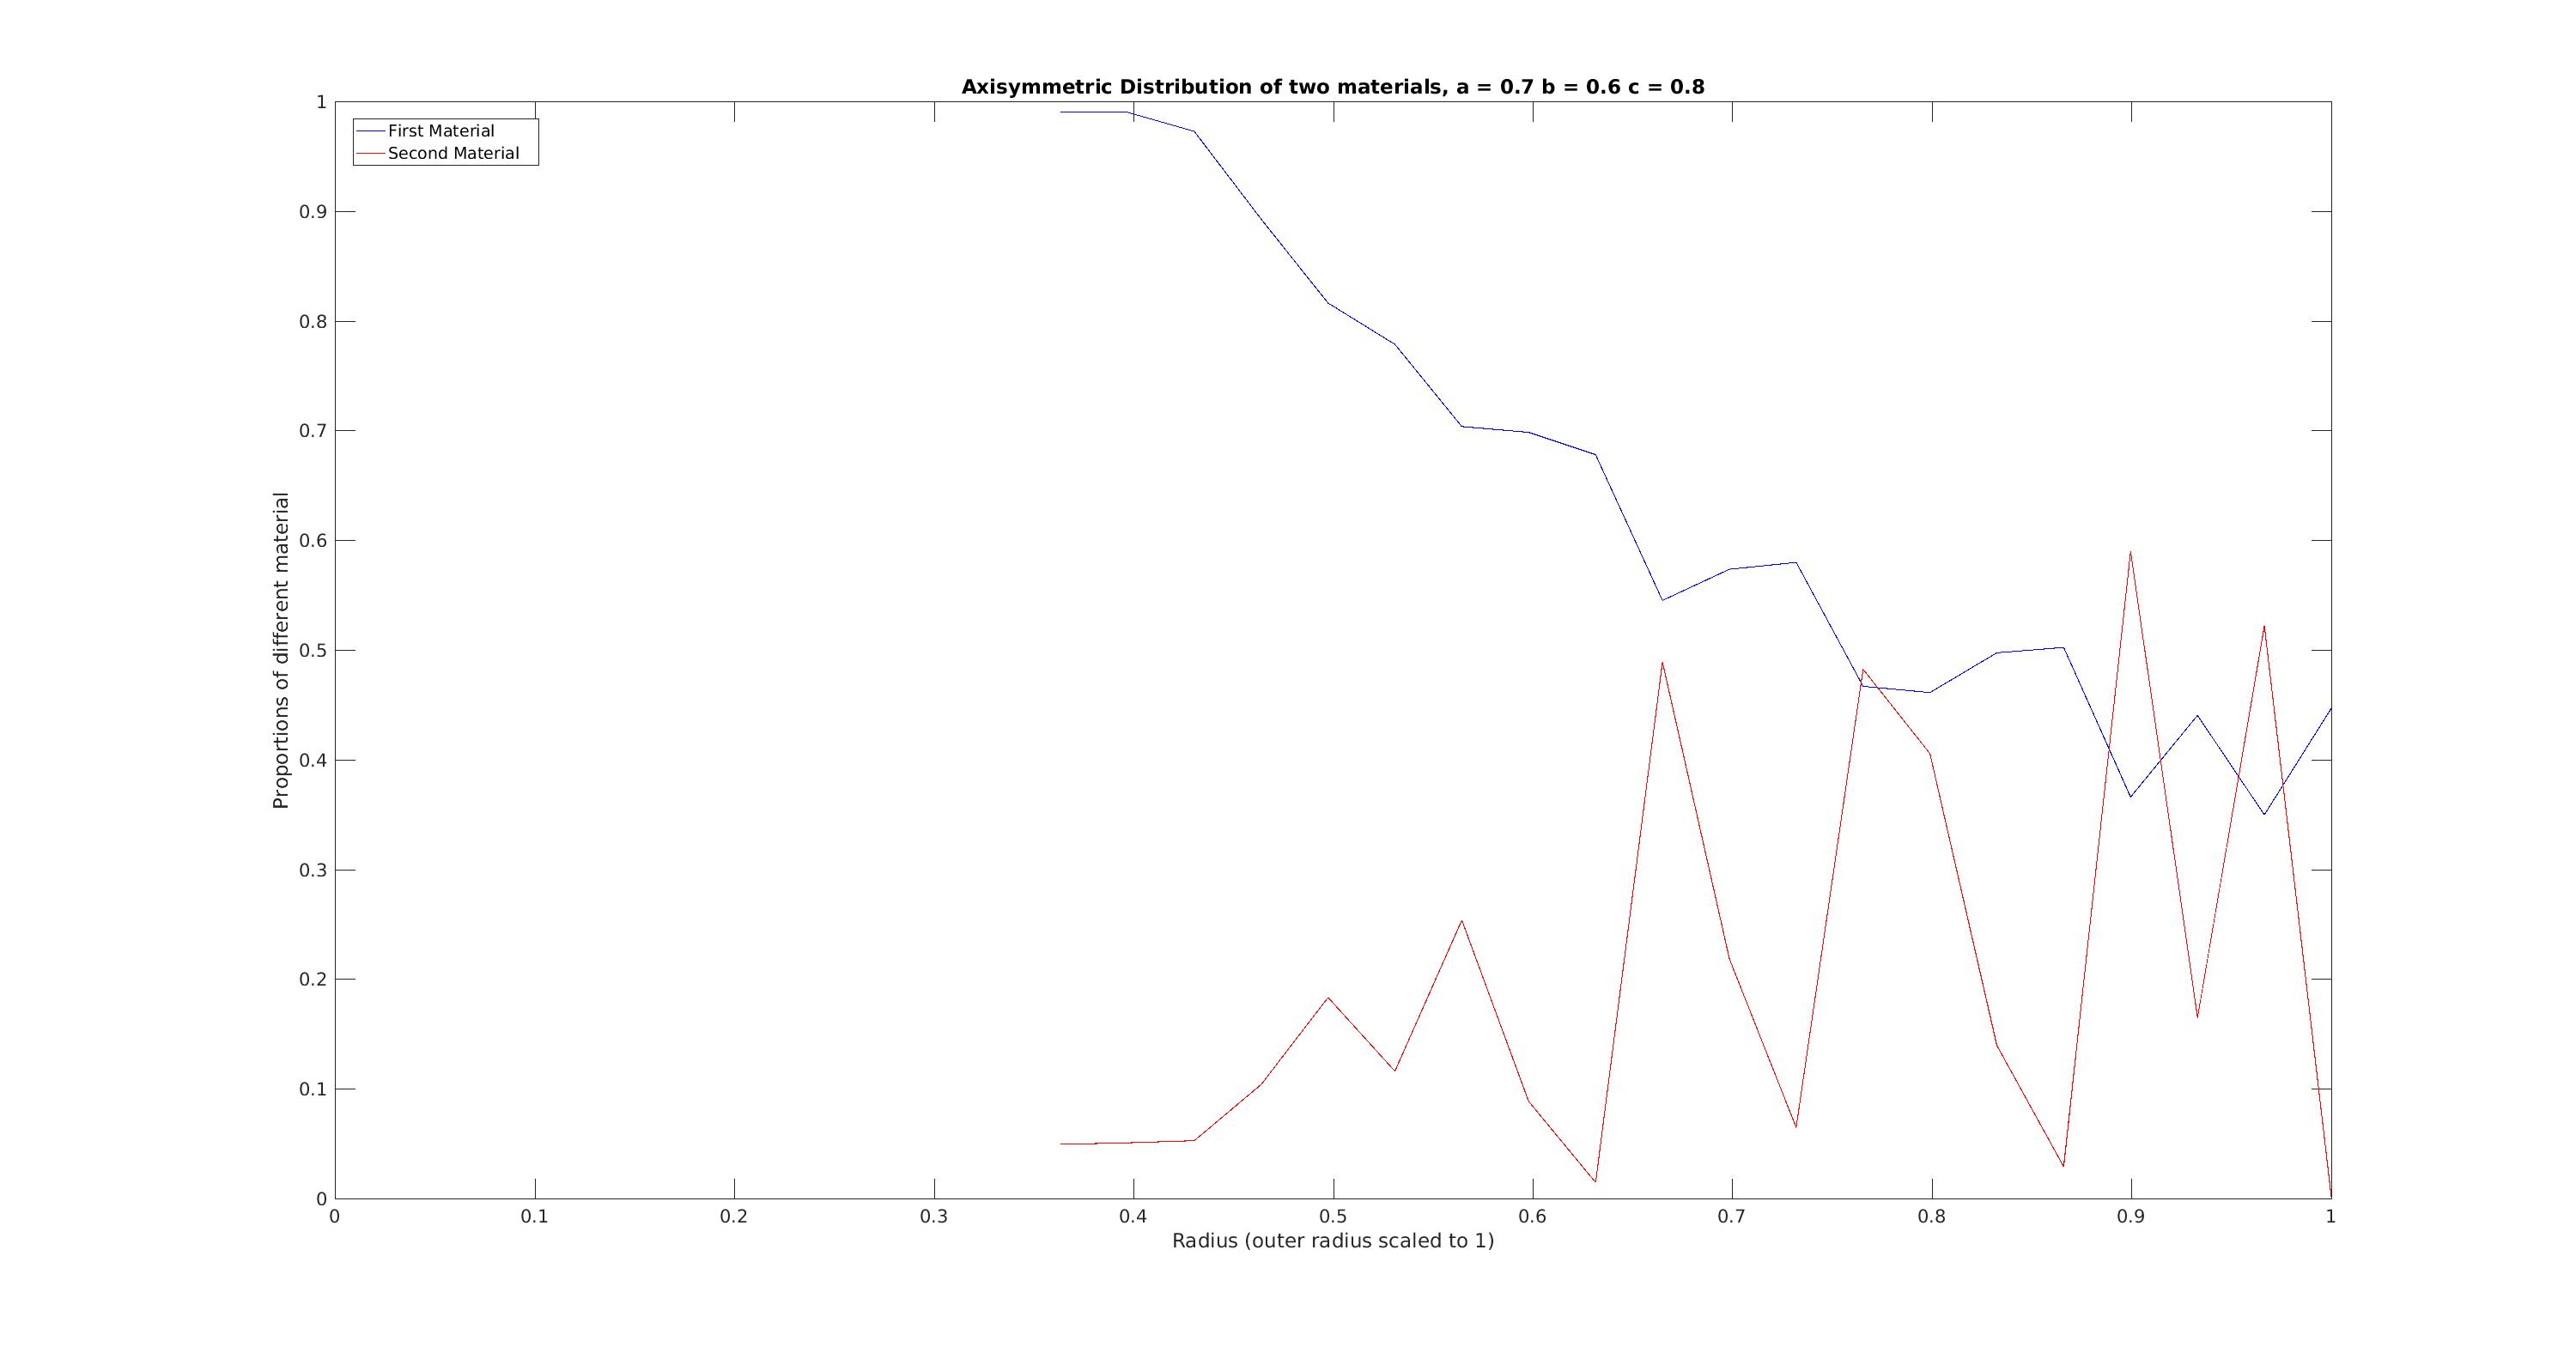 Axisymmetric Distribution of two materials, a = 0.7 b = 0.6 c = 0.8
First Material
Second Material
Proportions of different material
1
0.9
0.8
0.7
0.6
0.5
0.4
0.3
0.2
0.1
0
0 0.1 0.2 0.3 0.4 0.5 0.6 0.7 0.8 0.9 1
Radius (outer radius scaled to 1)